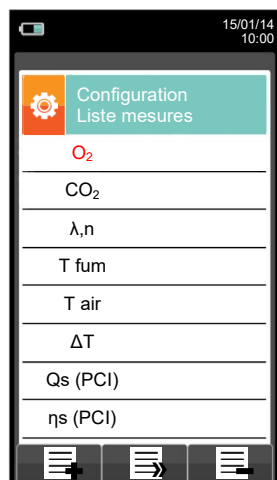 15/01/14
10:00
Configuration
Liste mesures
O₂
CO₂
λ,n
T fum
T air
ΔT
Qs (PCI)
ηs (PCI)